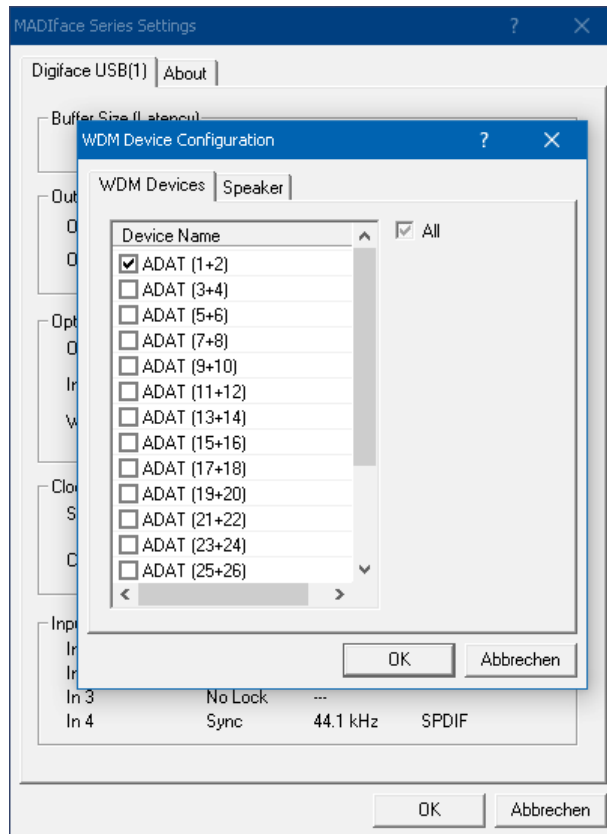 MADIface Series Settings
Digiface USB(1) About
Buffer Size (Latency)
WDM Device Configuration
WDM Devices Speaker
Device Name
All
ADAT (1+2)
ADAT (3+4)
ADAT (5+6)
ADAT (7+8)
ADAT (9+10)
ADAT (11+12)
ADAT (13+14)
ADAT (15+16)
ADAT (17+18)
ADAT (19+20)
ADAT (21+22)
ADAT (23+24)
ADAT (25+26)
OK Abbrechen
In 3 No Lock ---
In 4 Sync 44.1 kHz SPDIF
OK Abbrechen